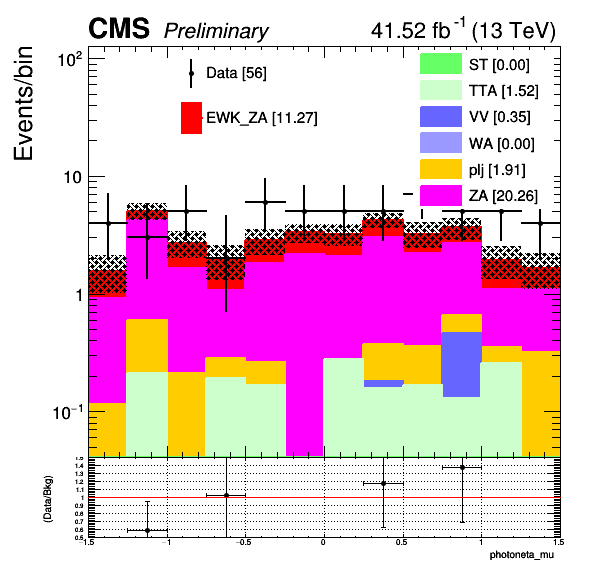 CMS Preliminary 41.52 fb⁻¹ (13 TeV)
Events/bin
10²
10
1
10⁻¹
Data [56]
EWK_ZA [11.27]
ST [0.00]
TTA [1.52]
VV [0.35]
WA [0.00]
plj [1.91]
ZA [20.26]
(Data/Bkg)
1.5
1.4
1.3
1.2
1.1
1
0.9
0.8
0.7
0.6
0.5
−1.5 −1 −0.5 0 0.5 1 1.5
photoneta_mu